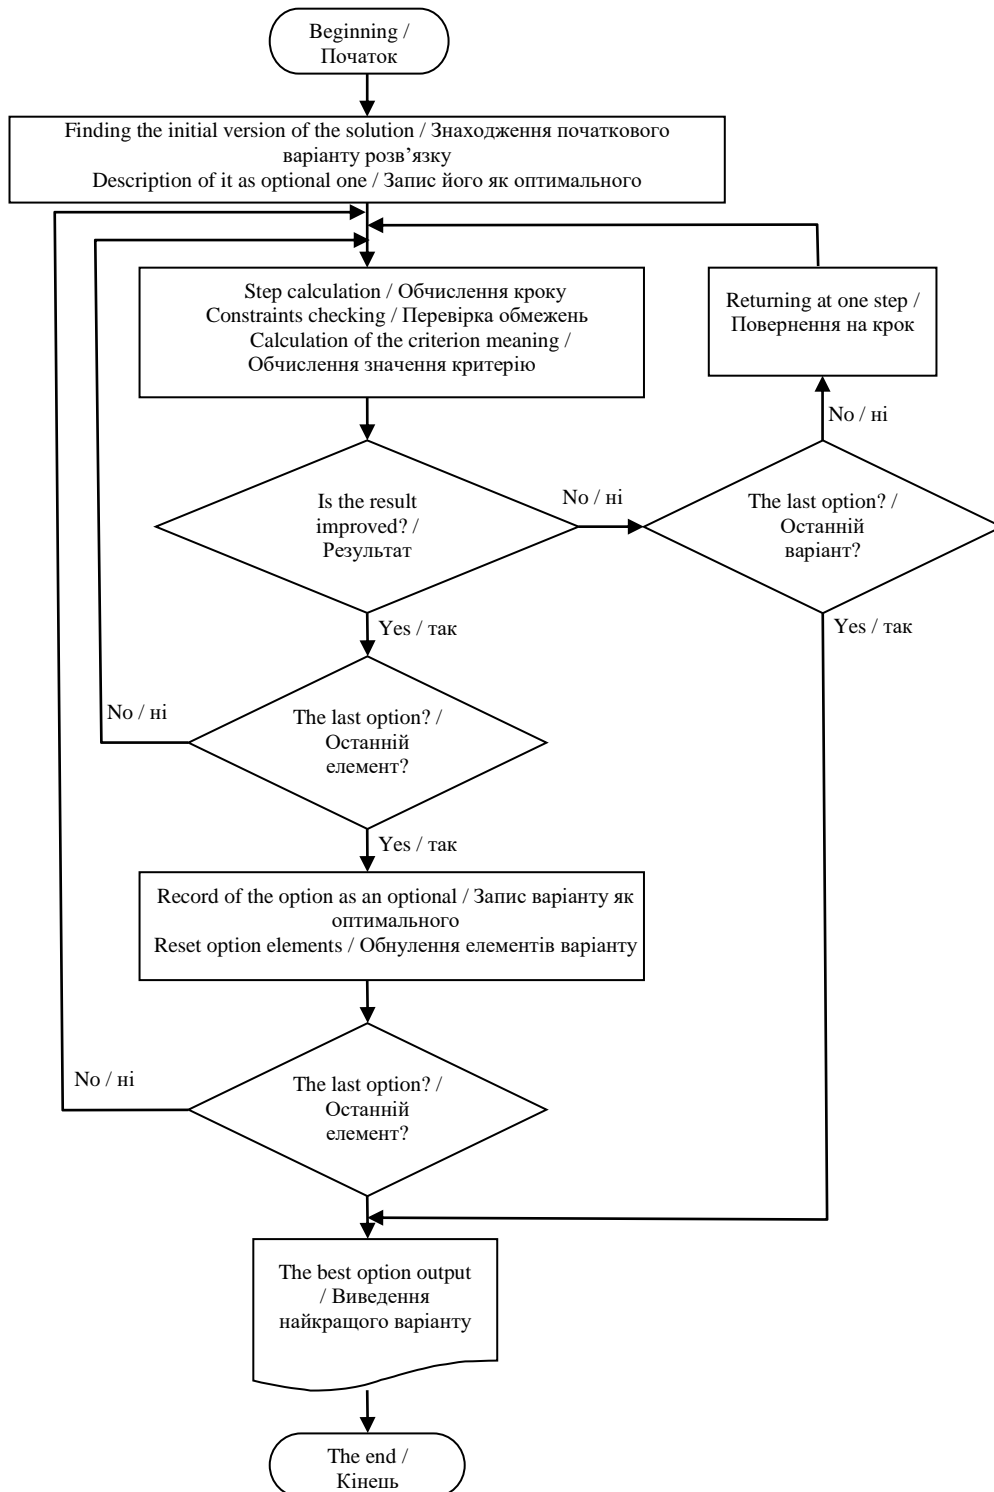 Beginning /
Початок
Finding the initial version of the solution / Знаходження початкового
варіанту розв’язку
Description of it as optional one / Запис його як оптимального
Step calculation / Обчислення кроку
Constraints checking / Перевірка обмежень
Calculation of the criterion meaning /
Обчислення значення критерію
Returning at one step /
Повернення на крок
No / ні
Is the result
improved? /
Результат
No / ні
The last option? /
Останній
варіант?
Yes / так
Yes / так
No / ні
The last option? /
Останній
елемент?
Yes / так
Record of the option as an optional / Запис варіанту як
оптимального
Reset option elements / Обнулення елементів варіанту
No / ні
The last option? /
Останній
елемент?
The best option output
/ Виведення
найкращого варіанту
The end /
Кінець